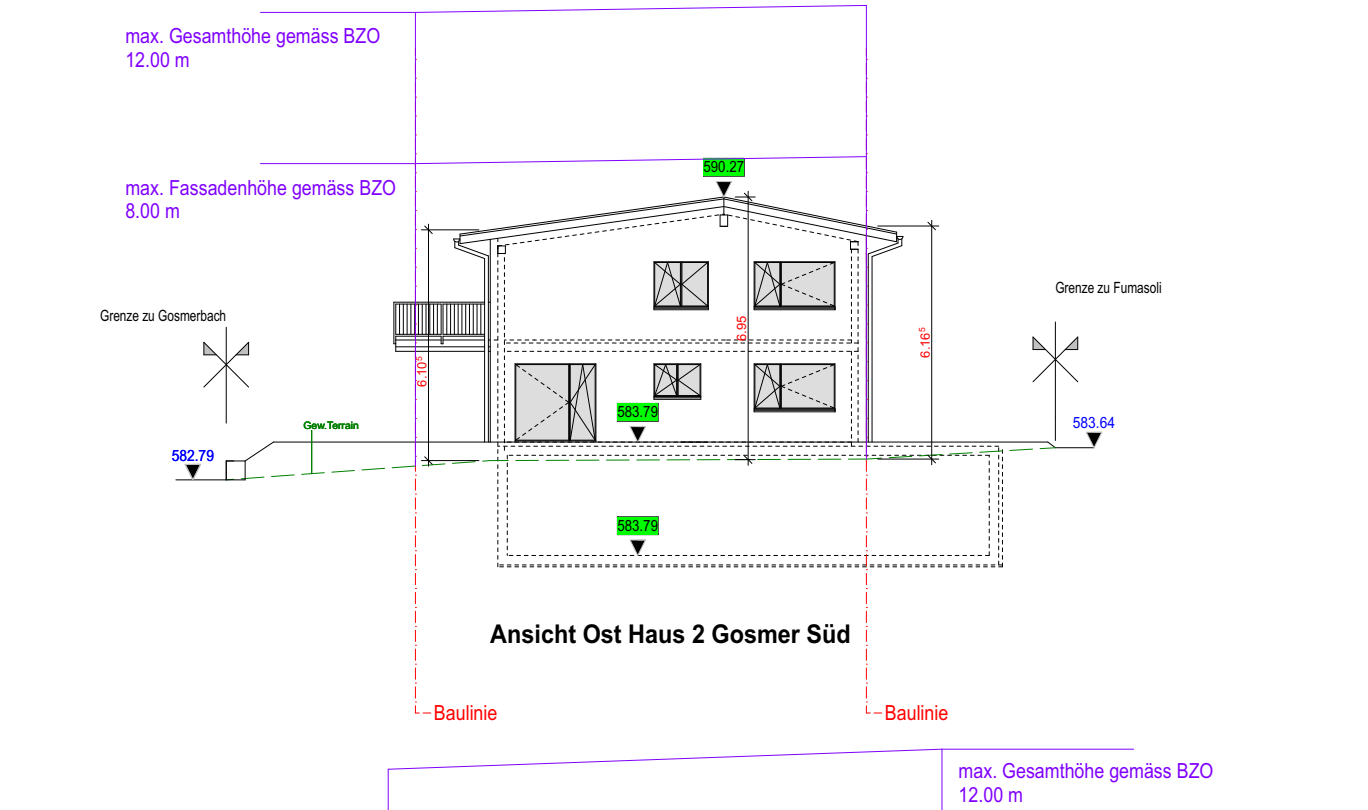 max. Gesamthöhe gemäss BZO
12.00 m
max. Fassadenhöhe gemäss BZO
8.00 m
590.27
Grenze zu Fumasoli
Grenze zu Gosmerbach
6.95
6.16⁵
6.10⁵
583.79
583.64
Gew.Terrain
582.79
583.79
Ansicht Ost Haus 2 Gosmer Süd
Baulinie
Baulinie
max. Gesamthöhe gemäss BZO
12.00 m